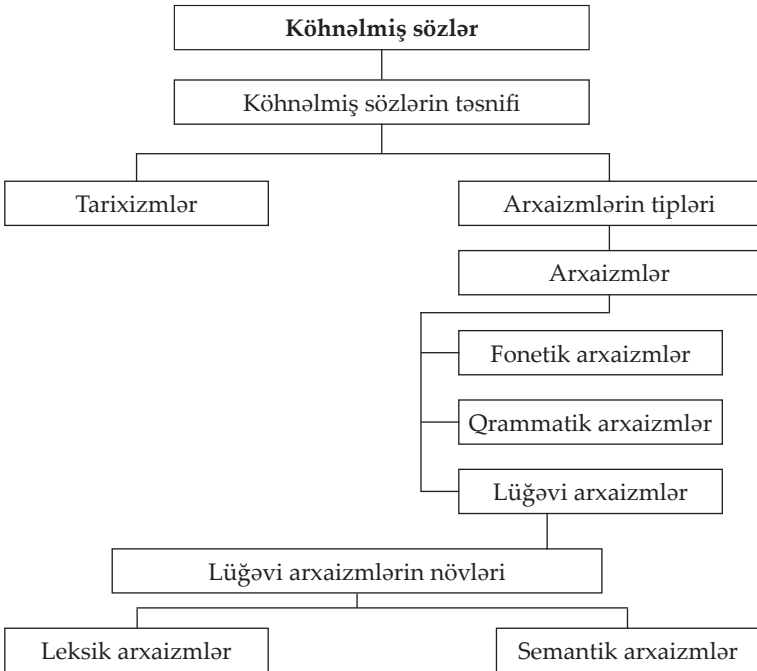 Köhnəlmiş sözlər
Köhnəlmiş sözlərin təsnifi
Tarixizmlər
Arxaizmlərin tipləri
Arxaizmlər
Fonetik arxaizmlər
Qrammatik arxaizmlər
Lüğəvi arxaizmlər
Lüğəvi arxaizmlərin növləri
Leksik arxaizmlər
Semantik arxaizmlər